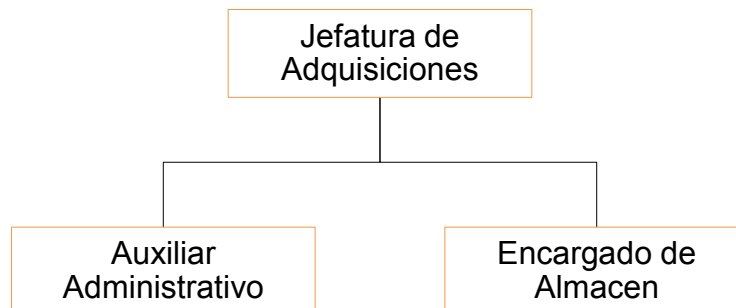 Jefatura de
Adquisiciones
Auxiliar
Administrativo
Encargado de
Almacen